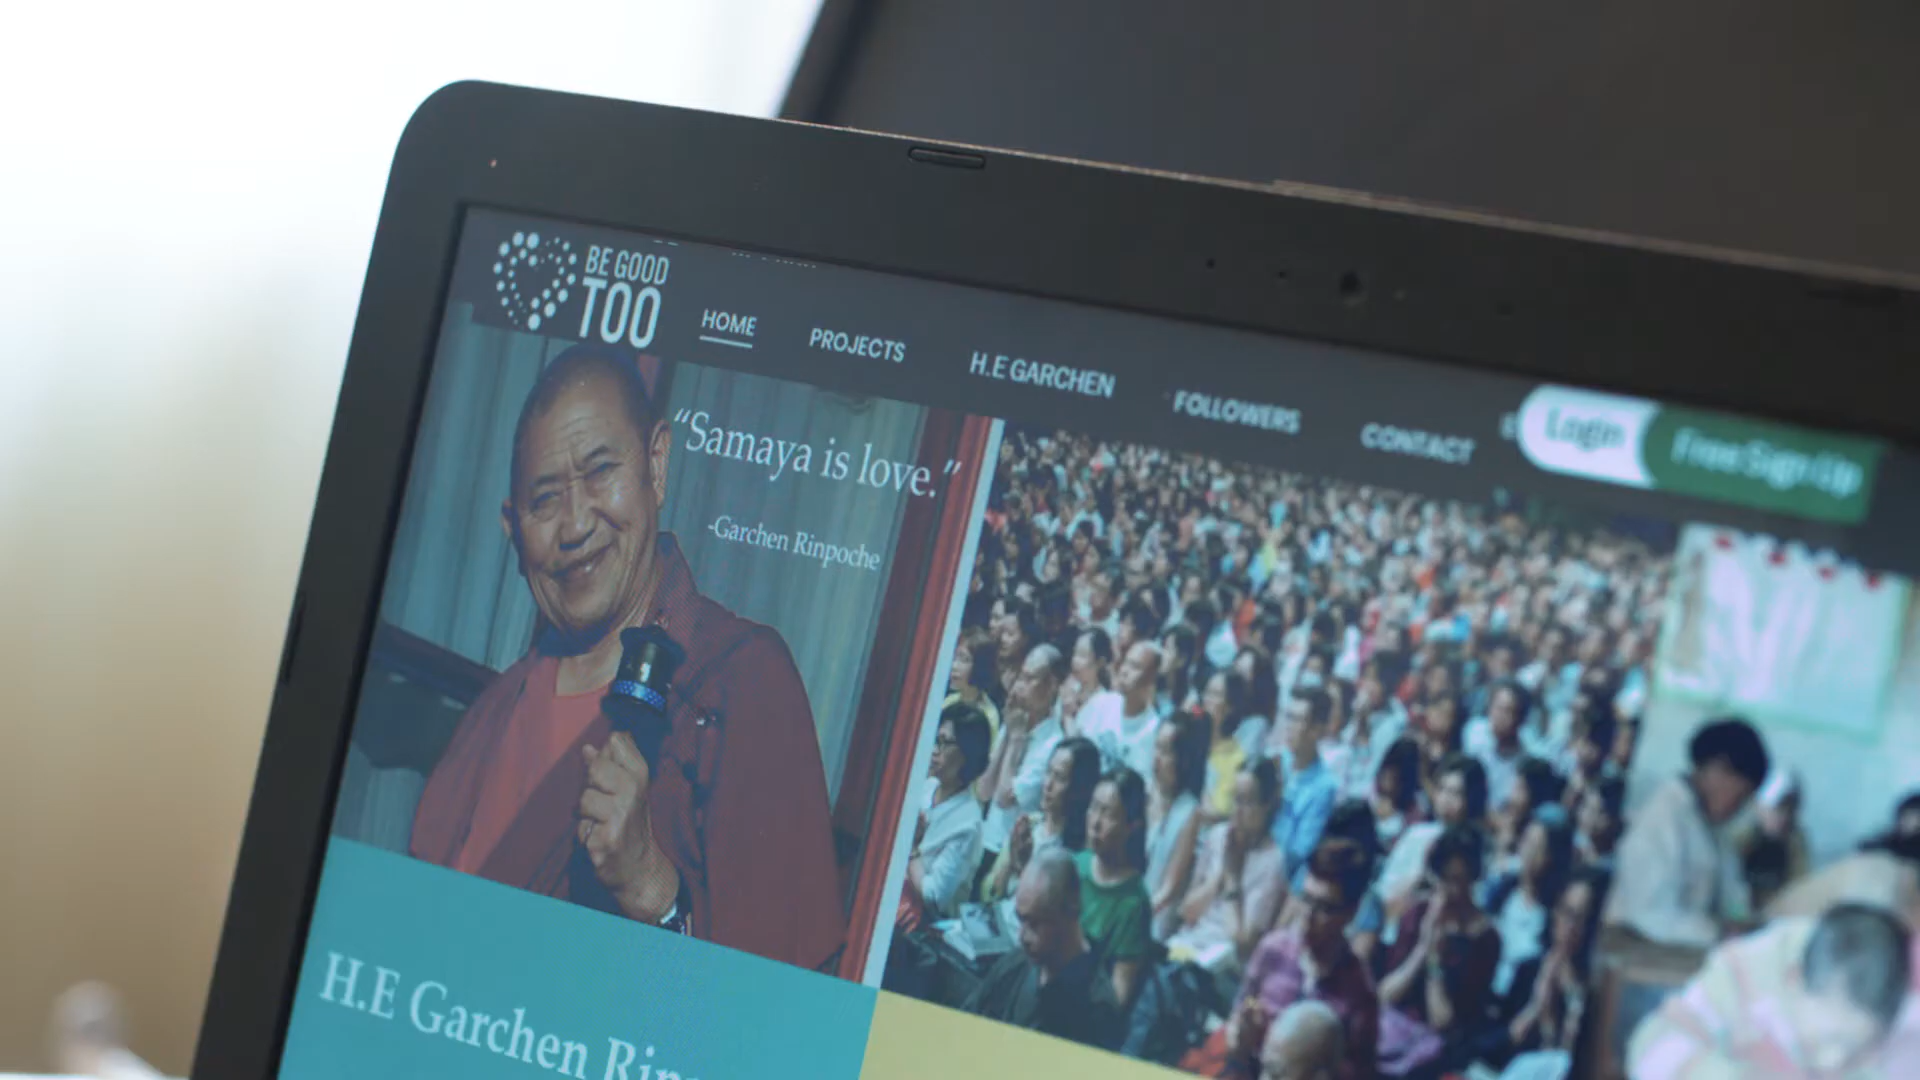 BE GOOD
TOO
HOME
PROJECTS
H.E GARCHEN
FOLLOWERS
CONTACT
Login
Free Sign Up
“Samaya is love.”
-Garchen Rinpoche
H.E Garchen